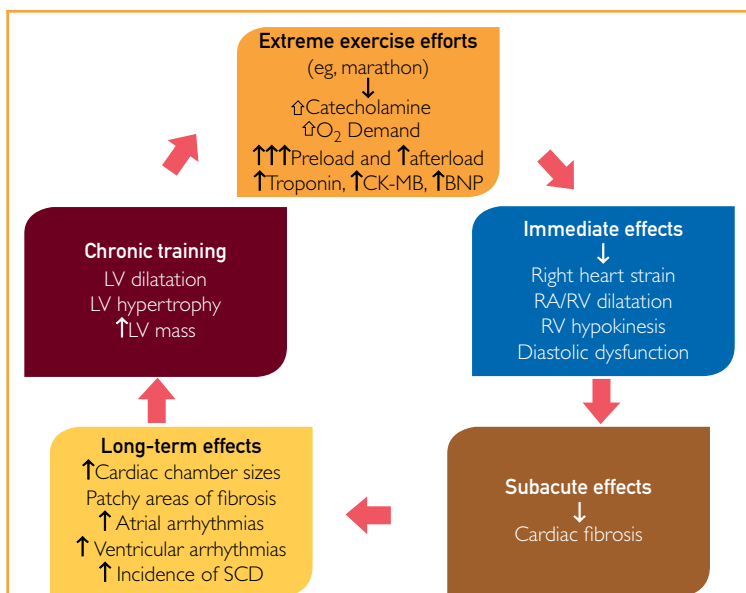 Extreme exercise efforts
(eg, marathon)
↓
⇧Catecholamine
⇧O₂ Demand
↑↑↑Preload and ↑afterload
↑Troponin, ↑CK-MB, ↑BNP
Immediate effects
↓
Right heart strain
RA/RV dilatation
RV hypokinesis
Diastolic dysfunction
Subacute effects
↓
Cardiac fibrosis
Long-term effects
↑Cardiac chamber sizes
Patchy areas of fibrosis
↑ Atrial arrhythmias
↑ Ventricular arrhythmias
↑ Incidence of SCD
Chronic training
LV dilatation
LV hypertrophy
↑LV mass